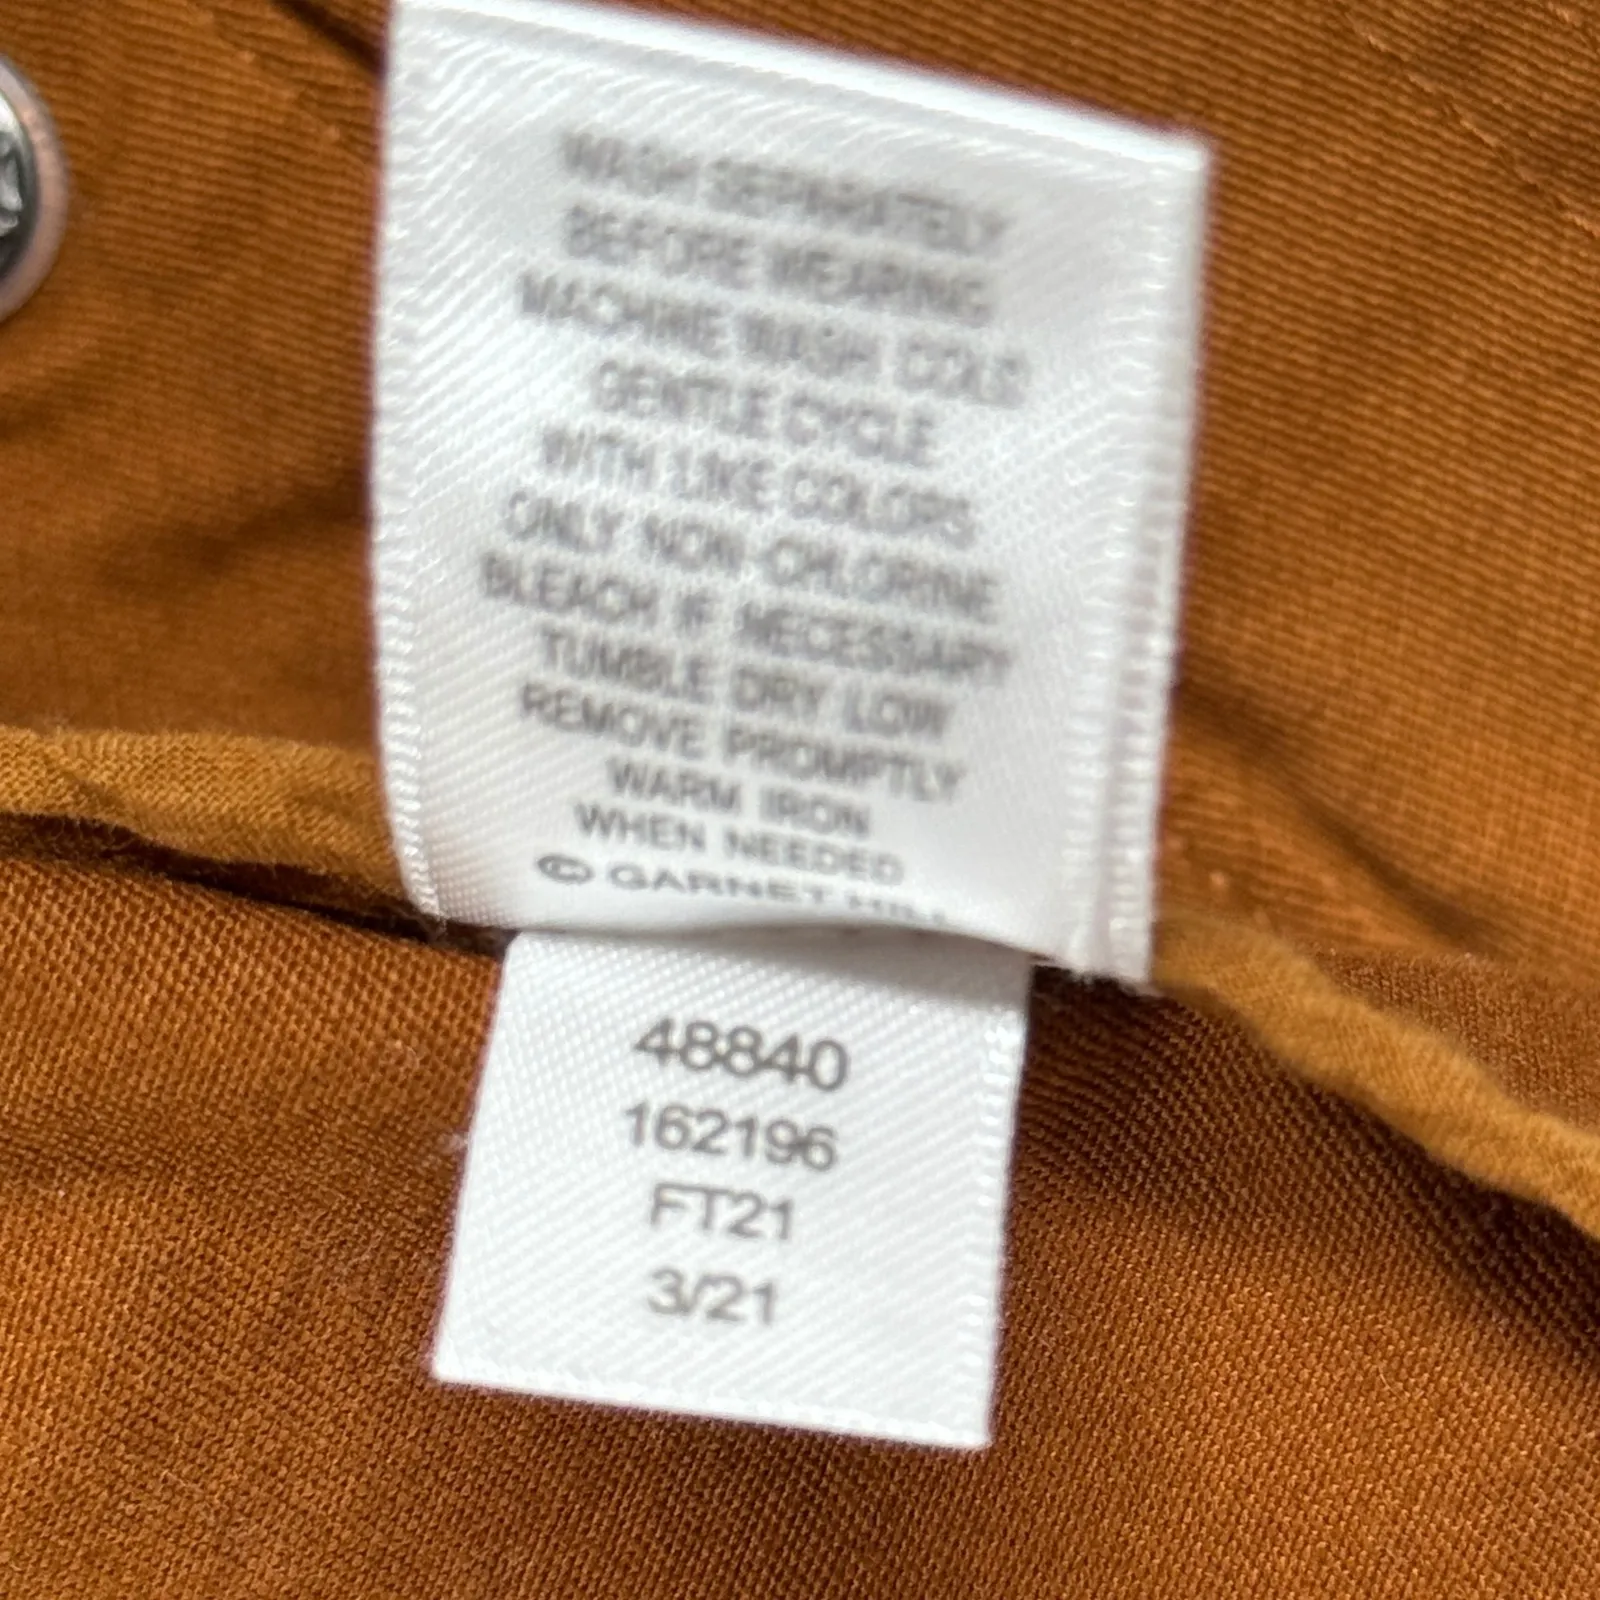 WASH SEPARATELY
BEFORE WEARING
MACHINE WASH COLD
GENTLE CYCLE
WITH LIKE COLORS
ONLY NON-CHLORINE
BLEACH IF NECESSARY
TUMBLE DRY LOW
REMOVE PROMPTLY
WARM IRON
WHEN NEEDED
© GARNET HILL
48840
162196
FT21
3/21